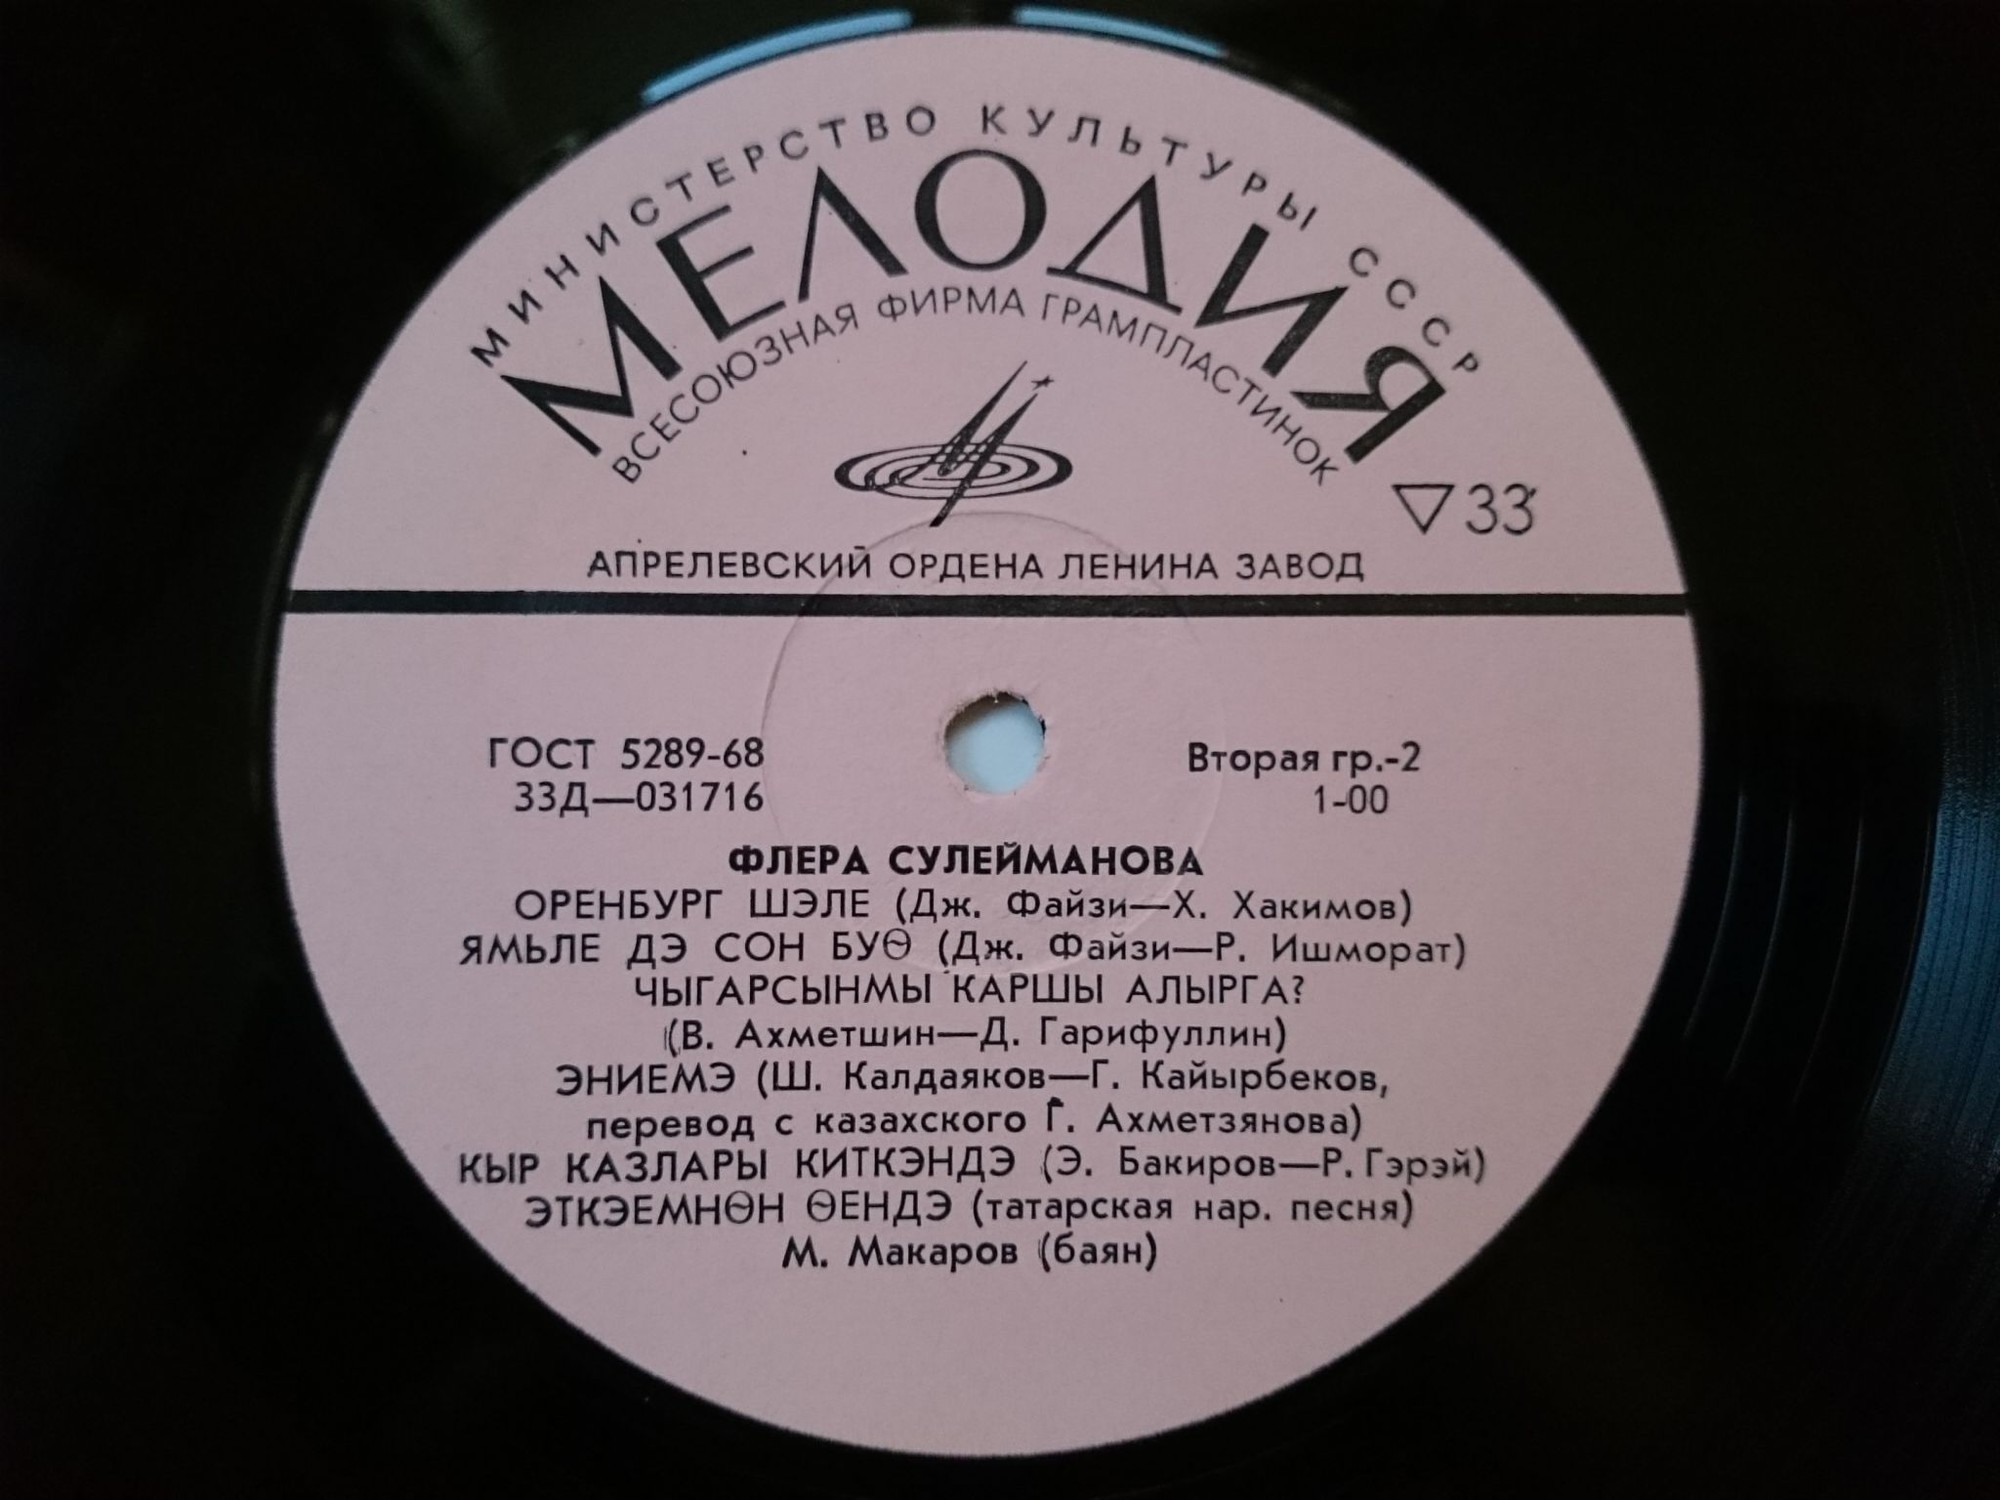 МИНИСТЕРСТВО КУЛЬТУРЫ СССР
МЕЛОДИЯ
ВСЕСОЮЗНАЯ ФИРМА ГРАМПЛАСТИНОК
▽33
АПРЕЛЕВСКИЙ ОРДЕНА ЛЕНИНА ЗАВОД
ГОСТ 5289-68
33Д—031716
Вторая гр.-2
1-00
ФЛЕРА СУЛЕЙМАНОВА
ОРЕНБУРГ ШЭЛЕ (Дж. Файзи—Х. Хакимов)
ЯМЬЛЕ ДЭ СОН БУӨ (Дж. Файзи—Р. Ишморат)
ЧЫГАРСЫНМЫ КАРШЫ АЛЫРГА?
(В. Ахметшин—Д. Гарифуллин)
ЭНИЕМЭ (Ш. Калдаяков—Г. Кайырбеков,
перевод с казахского Г. Ахметзянова)
КЫР КАЗЛАРЫ КИТКЭНДЭ (Э. Бакиров—Р. Гэрэй)
ЭТКЭЕМНӨН ӨЕНДЭ (татарская нар. песня)
М. Макаров (баян)